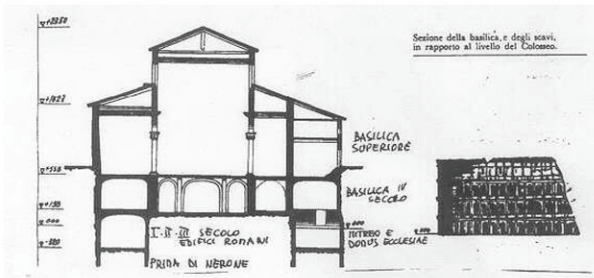 Sezione della basilica, e degli scavi,
in rapporto al livello del Colosseo.
BASILICA
SUPERIORE
BASILICA IV
SECOLO
I-II-III SECOLO
EDIFICI ROMANI
MITREO E
DOMUS ECCLESIAE
PRIMA DI NERONE